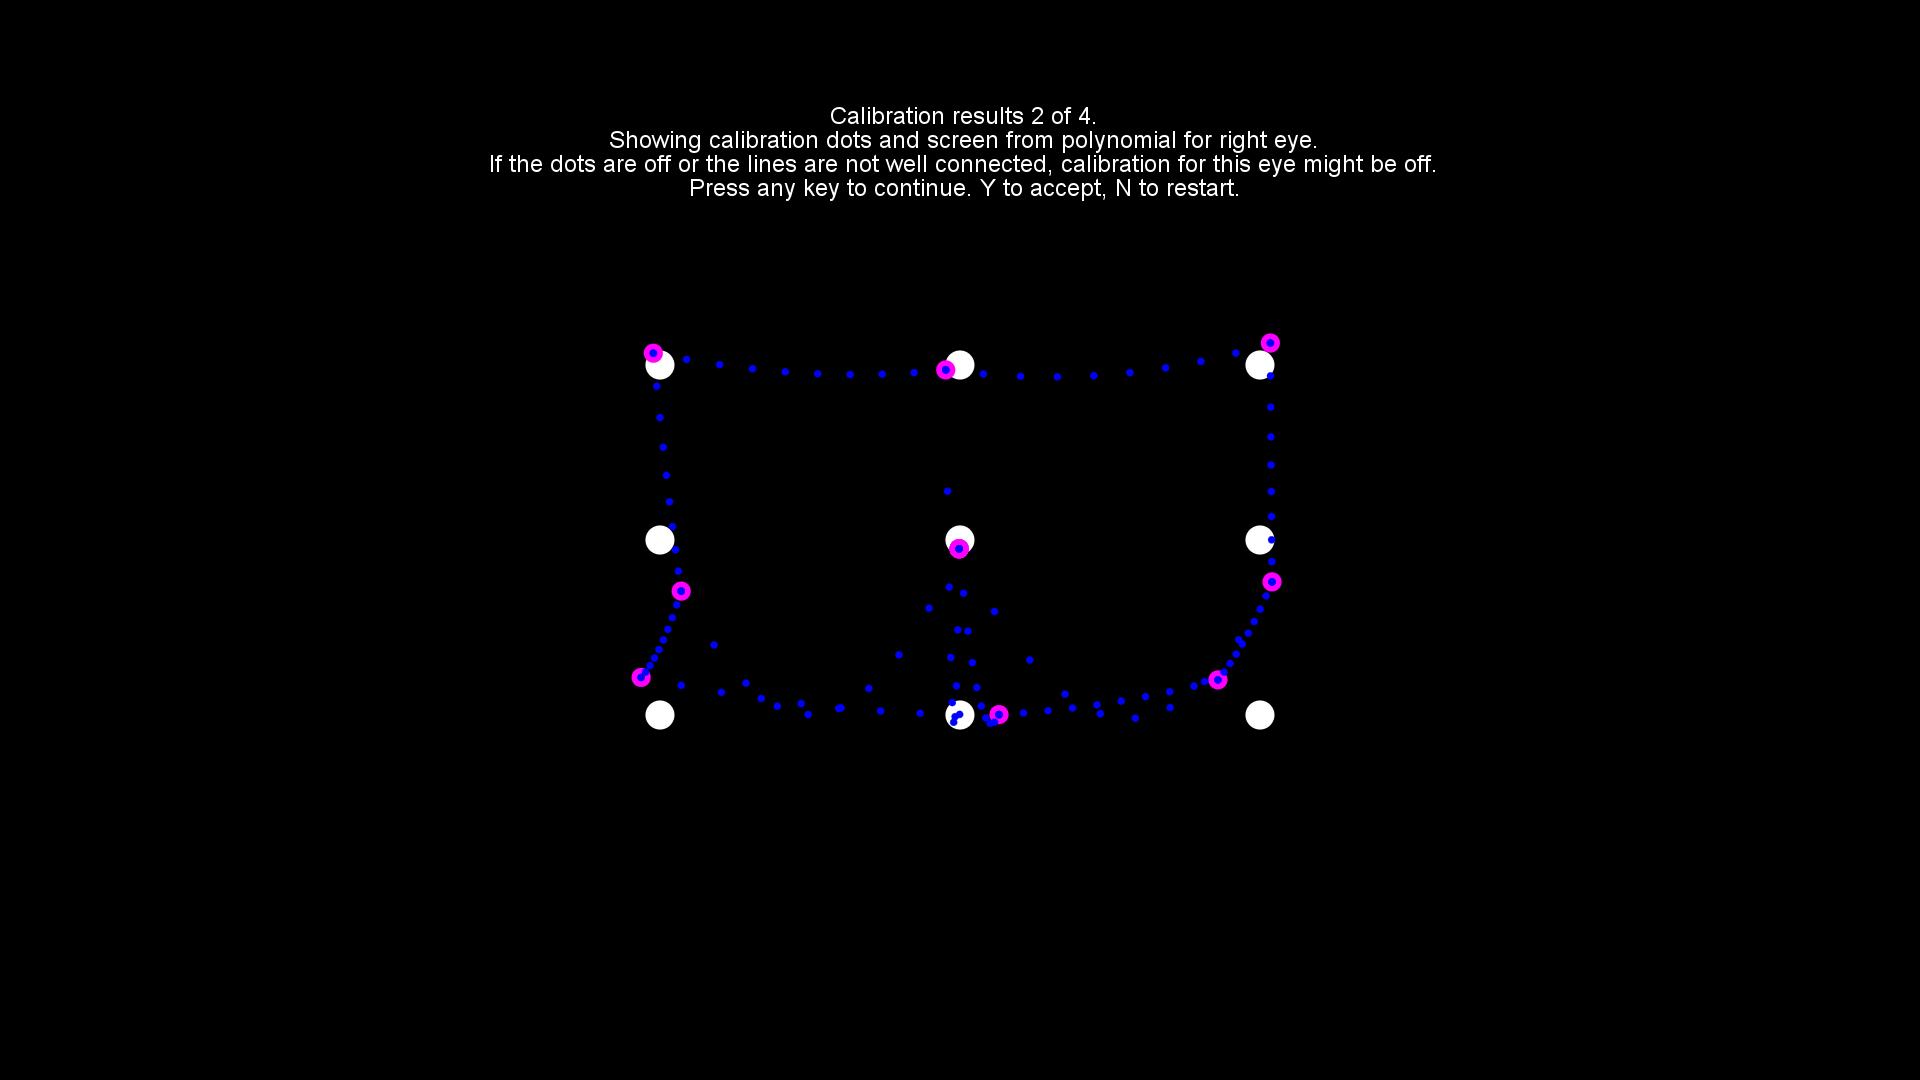 Calibration results 2 of 4.
Showing calibration dots and screen from polynomial for right eye.
If the dots are off or the lines are not well connected, calibration for this eye might be off.
Press any key to continue. Y to accept, N to restart.